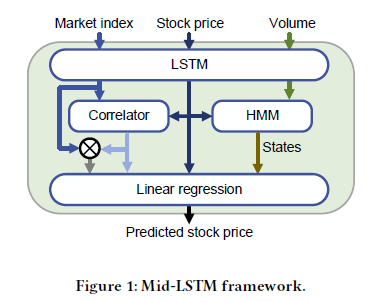 Market index Stock price Volume
LSTM
Correlator HMM
States
Linear regression
Predicted stock price
Figure 1: Mid-LSTM framework.